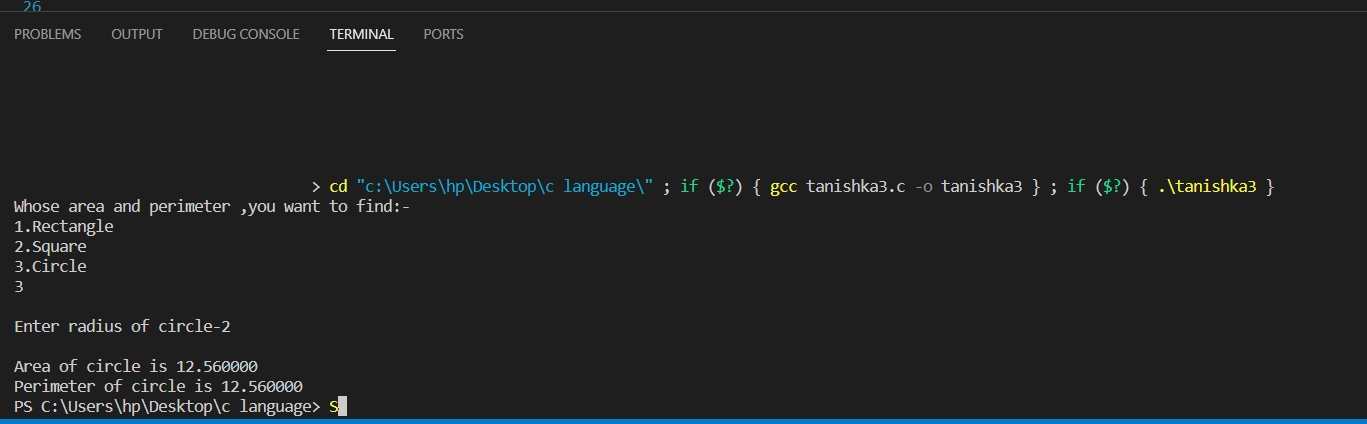 26
PROBLEMS OUTPUT DEBUG CONSOLE TERMINAL PORTS
> cd "c:\Users\hp\Desktop\c language\" ; if ($?) { gcc tanishka3.c -o tanishka3 } ; if ($?) { .\tanishka3 }
Whose area and perimeter ,you want to find:-
1.Rectangle
2.Square
3.Circle
3
Enter radius of circle-2
Area of circle is 12.560000
Perimeter of circle is 12.560000
PS C:\Users\hp\Desktop\c language> S